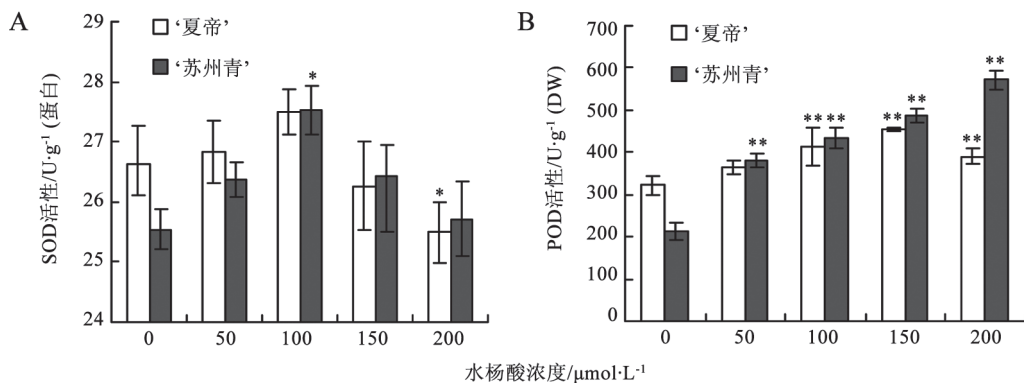 A
SOD活性/U·g⁻¹ (蛋白)
29
28
27
26
25
24
‘夏帝’
‘苏州青’
*
*
0 50 100 150 200
B
POD活性/U·g⁻¹ (DW)
700
600
500
400
300
200
100
0
‘夏帝’
‘苏州青’
** ** ** ** ** ** **
0 50 100 150 200
水杨酸浓度/μmol·L⁻¹